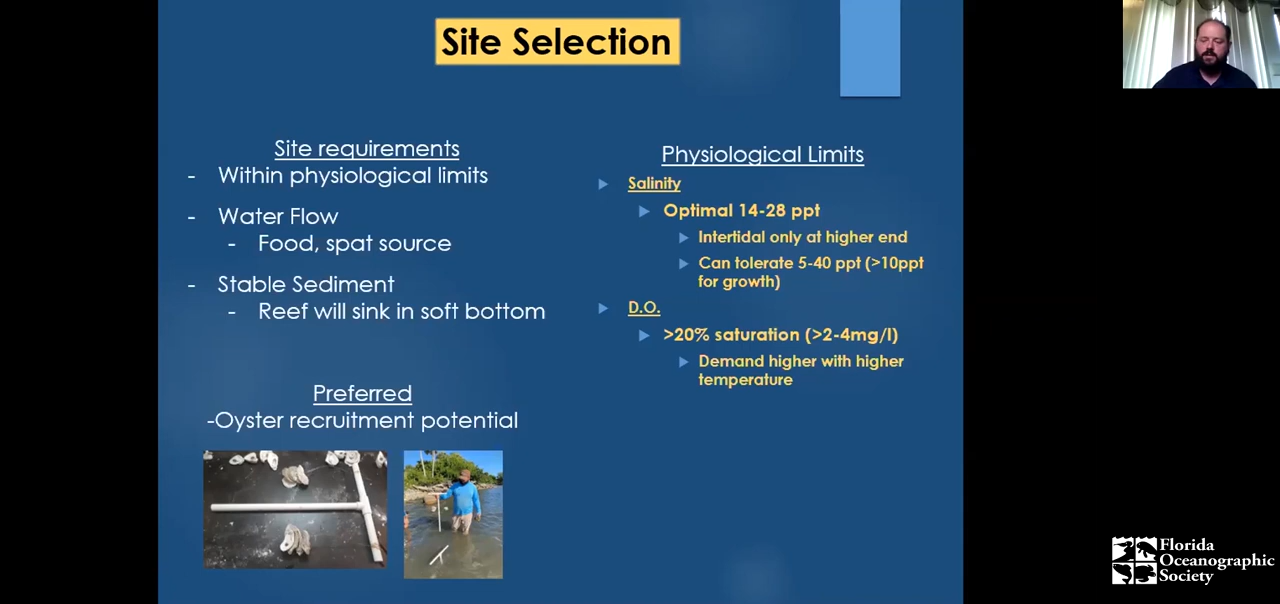 Site Selection
Site requirements
- Within physiological limits
- Water Flow
- Food, spat source
- Stable Sediment
- Reef will sink in soft bottom
Preferred
-Oyster recruitment potential
Physiological Limits
Salinity
Optimal 14-28 ppt
Intertidal only at higher end
Can tolerate 5-40 ppt (>10ppt
for growth)
D.O.
>20% saturation (>2-4mg/l)
Demand higher with higher
temperature
Florida
Oceanographic
Society